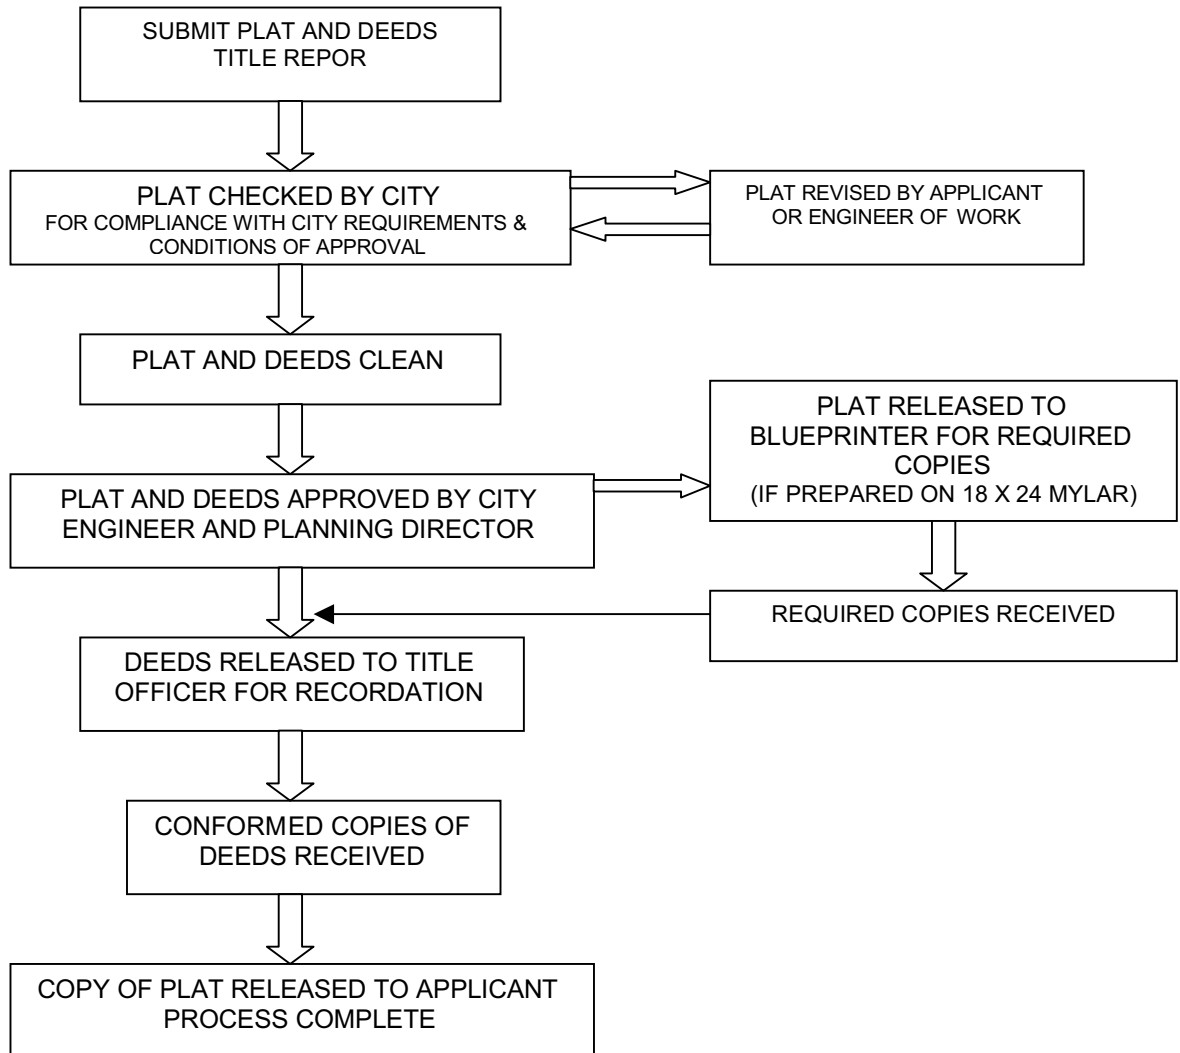 SUBMIT PLAT AND DEEDS
TITLE REPOR
PLAT CHECKED BY CITY
FOR COMPLIANCE WITH CITY REQUIREMENTS &
CONDITIONS OF APPROVAL
PLAT REVISED BY APPLICANT
OR ENGINEER OF WORK
PLAT AND DEEDS CLEAN
PLAT AND DEEDS APPROVED BY CITY
ENGINEER AND PLANNING DIRECTOR
PLAT RELEASED TO
BLUEPRINTER FOR REQUIRED
COPIES
(IF PREPARED ON 18 X 24 MYLAR)
REQUIRED COPIES RECEIVED
DEEDS RELEASED TO TITLE
OFFICER FOR RECORDATION
CONFORMED COPIES OF
DEEDS RECEIVED
COPY OF PLAT RELEASED TO APPLICANT
PROCESS COMPLETE